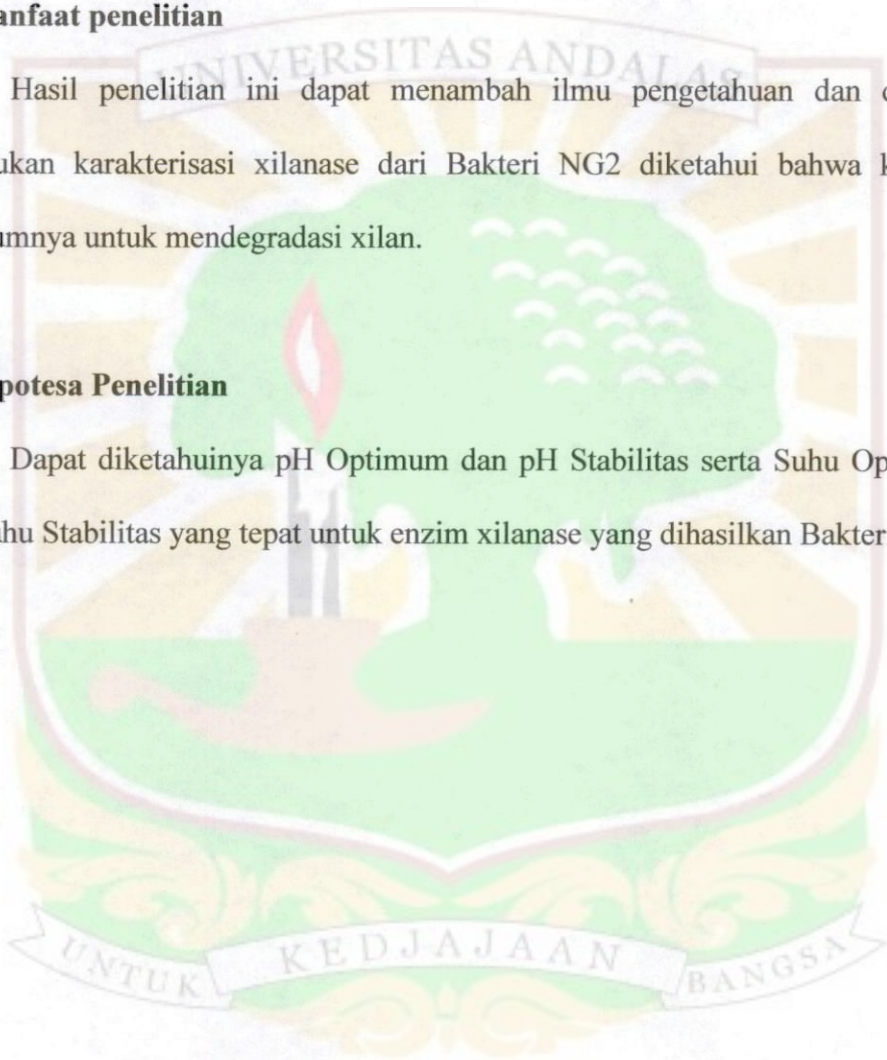 anfaat penelitian
UNIVERSITAS ANDALAS
Hasil penelitian ini dapat menambah ilmu pengetahuan dan
ukan karakterisasi xilanase dari Bakteri NG2 diketahui bahwa
umnya untuk mendegradasi xilan.
potesa Penelitian
Dapat diketahuinya pH Optimum dan pH Stabilitas serta Suhu Op
hu Stabilitas yang tepat untuk enzim xilanase yang dihasilkan Bakter
UNTUK KEDJAJAAN BANGSA